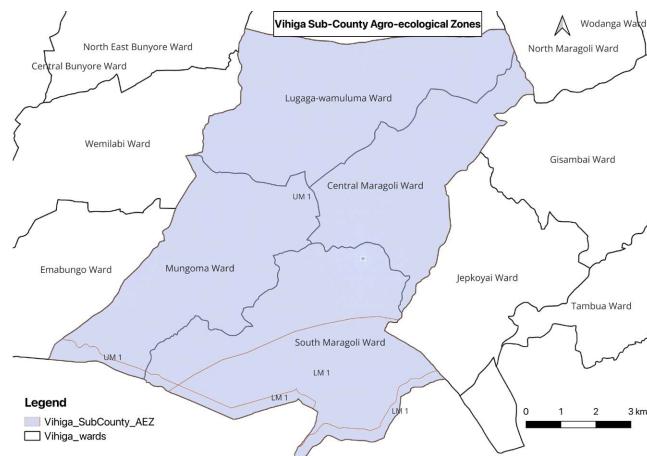 Vihiga Sub-County Agro-ecological Zones
Wodanga Ward
North East Bunyore Ward
North Maragoli Ward
Central Bunyore Ward
Lugaga-wamuluma Ward
Wemilabi Ward
Gisambai Ward
Central Maragoli Ward
UM 1
Emabungo Ward
Mungoma Ward
Jepkoyai Ward
Tambua Ward
South Maragoli Ward
UM 1
LM 1
LM 1
LM 1
Legend
Vihiga_SubCounty_AEZ
Vihiga_wards
0 1 2 3 km